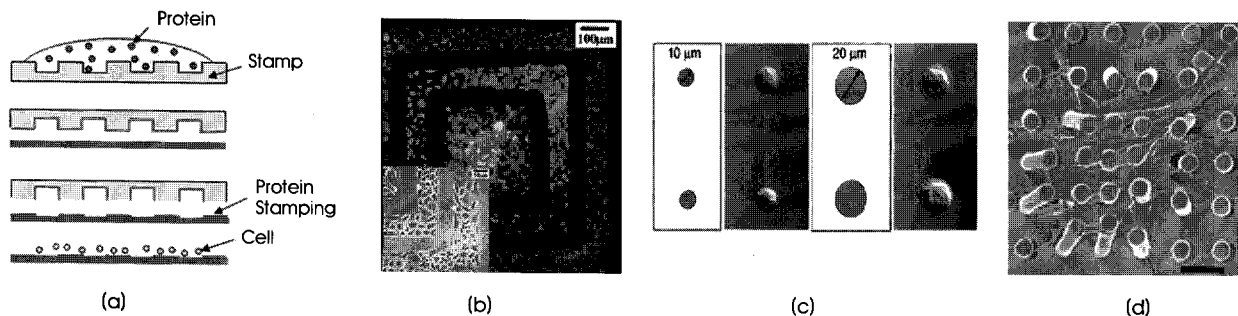 Protein
Stamp
Protein
Stamping
Cell
(a)
100μm
(b)
10 μm
20 μm
(c)
(d)